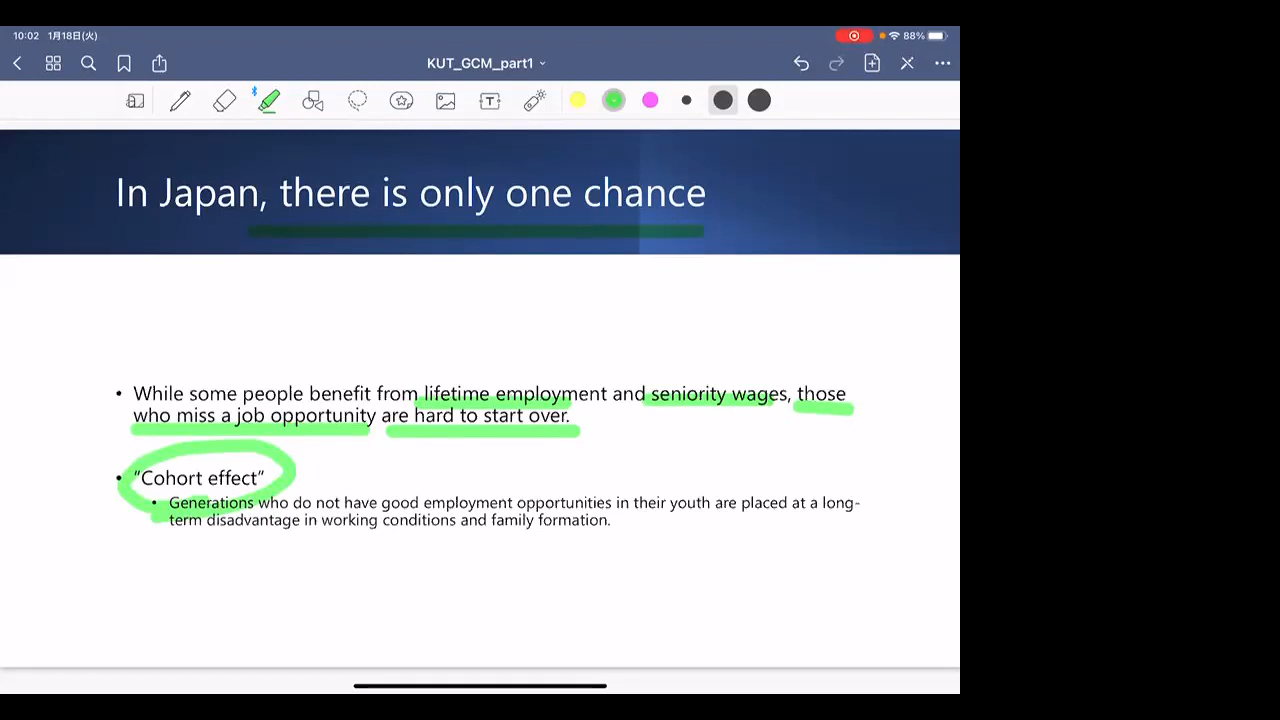 10:02 1月18日(火)
88%
KUT_GCM_part1
T
In Japan, there is only one chance
• While some people benefit from lifetime employment and seniority wages, those
who miss a job opportunity are hard to start over.
• “Cohort effect“
• Generations who do not have good employment opportunities in their youth are placed at a long-
term disadvantage in working conditions and family formation.